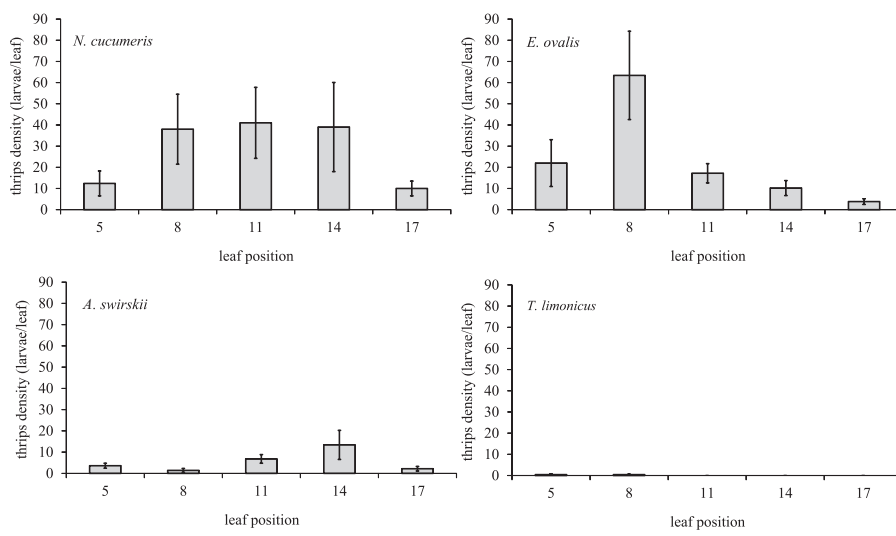 N. cucumeris
thrips density (larvae/leaf)
90
80
70
60
50
40
30
20
10
0
5 8 11 14 17
leaf position
E. ovalis
thrips density (larvae/leaf)
90
80
70
60
50
40
30
20
10
0
5 8 11 14 17
leaf position
A. swirskii
thrips density (larvae/leaf)
90
80
70
60
50
40
30
20
10
0
5 8 11 14 17
leaf position
T. limonicus
thrips density (larvae/leaf)
90
80
70
60
50
40
30
20
10
0
5 8 11 14 17
leaf position